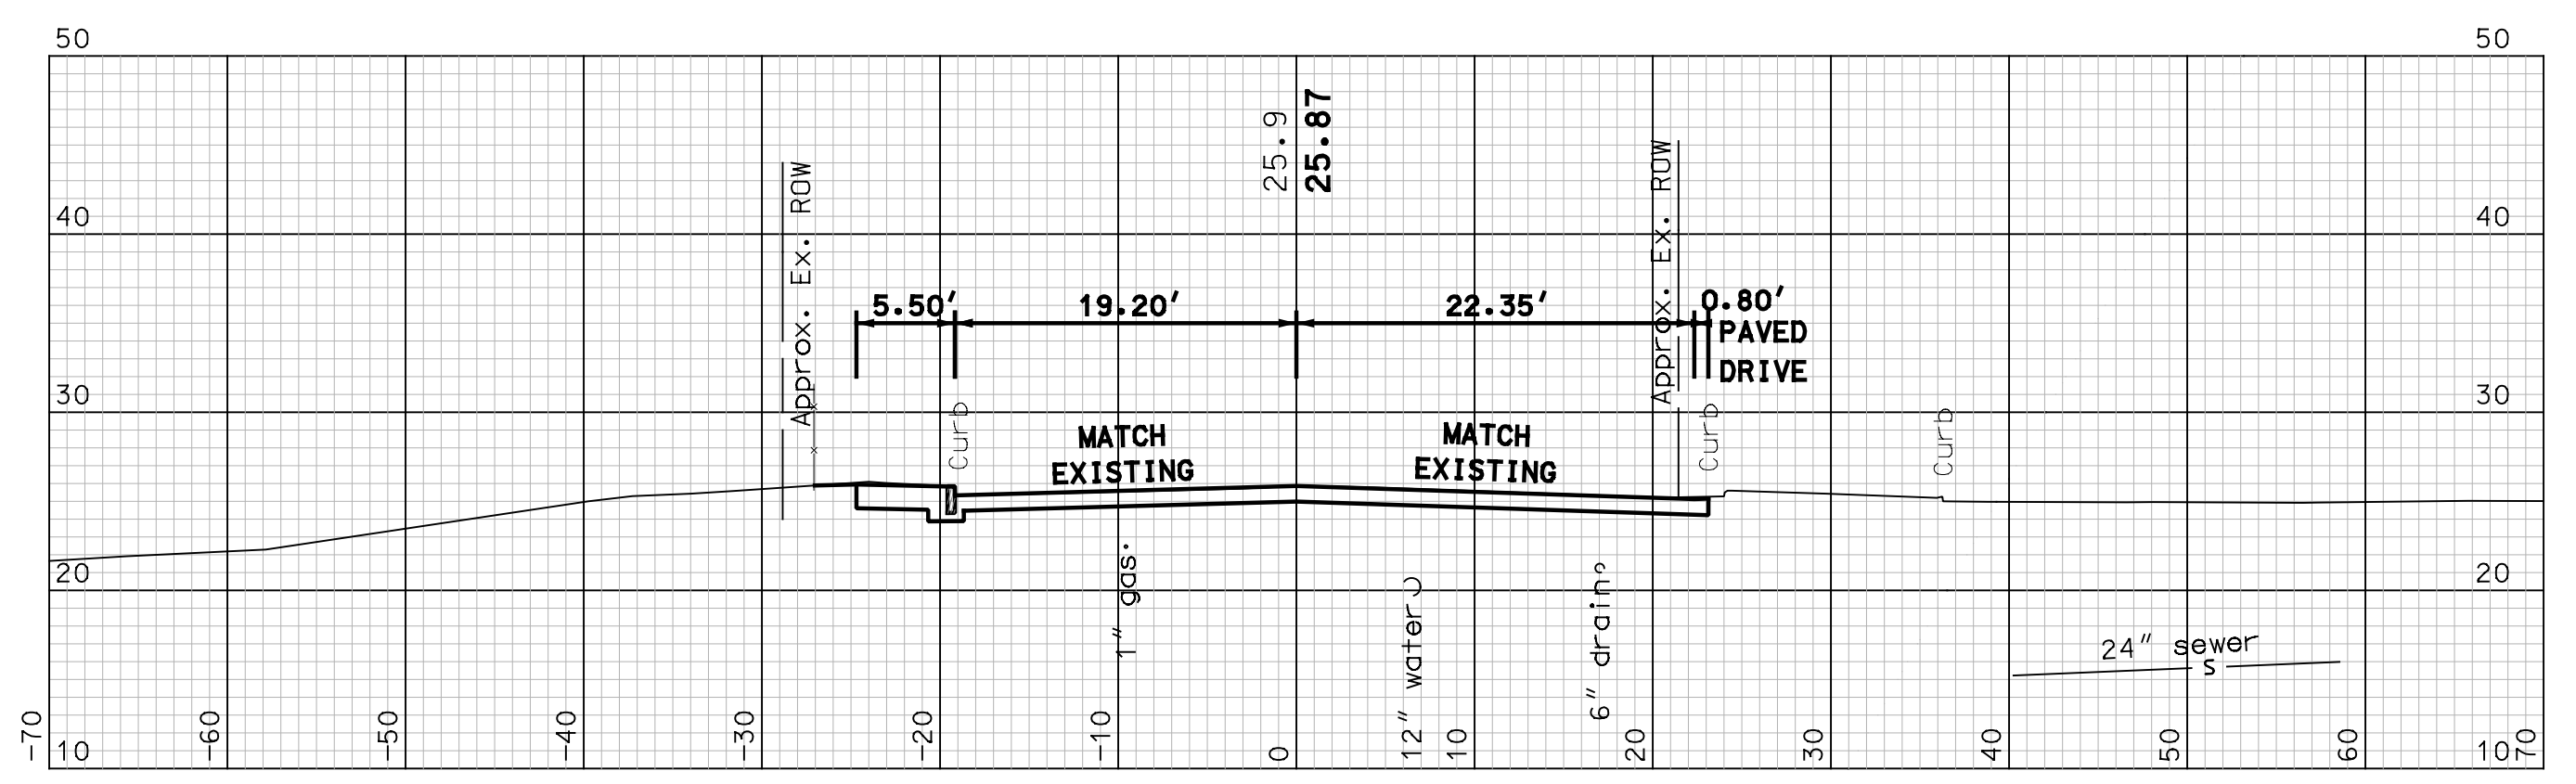 50
50
25.9
25.87
Approx. Ex. ROW
Approx. Ex. ROW
40
40
5.50'
19.20'
22.35'
0.80'
PAVED
DRIVE
30
30
Curb
Curb
Curb
MATCH
EXISTING
MATCH
EXISTING
20
20
1" gas.
12" water
6" drain
24" sewer
S
10
10
-70
-60
-50
-40
-30
-20
-10
0
10
20
30
40
50
60
70